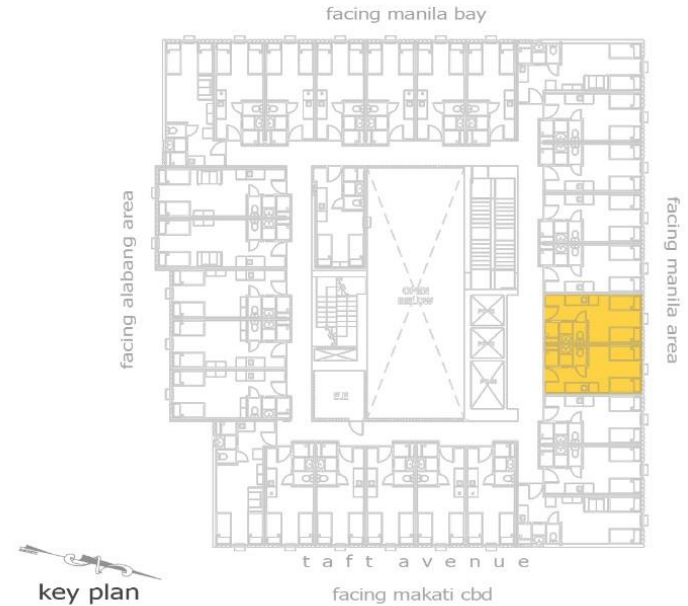 facing manila bay
facing alabang area
facing manila area
OPEN
BELOW
taft avenue
key plan
facing makati cbd